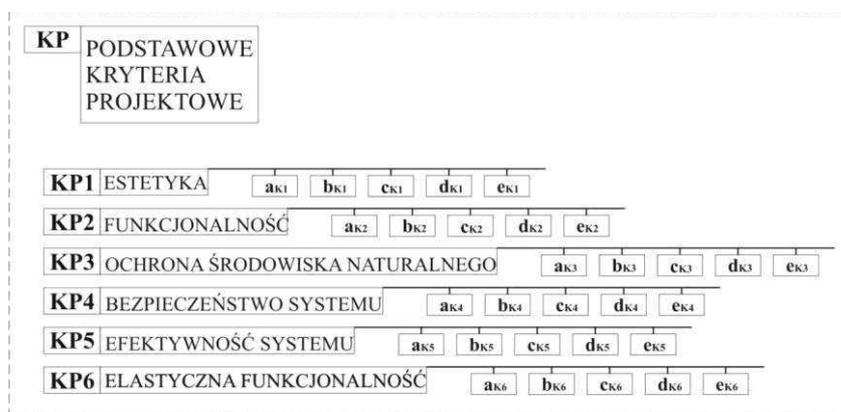 KP PODSTAWOWE
KRYTERIA
PROJEKTOWE
KP1 ESTETYKA aK1 bK1 cK1 dK1 eK1
KP2 FUNKCJONALNOŚĆ aK2 bK2 cK2 dK2 eK2
KP3 OCHRONA ŚRODOWISKA NATURALNEGO aK3 bK3 cK3 dK3 eK3
KP4 BEZPIECZEŃSTWO SYSTEMU aK4 bK4 cK4 dK4 eK4
KP5 EFEKTYWNOŚĆ SYSTEMU aK5 bK5 cK5 dK5 eK5
KP6 ELASTYCZNA FUNKCJONALNOŚĆ aK6 bK6 cK6 dK6 eK6